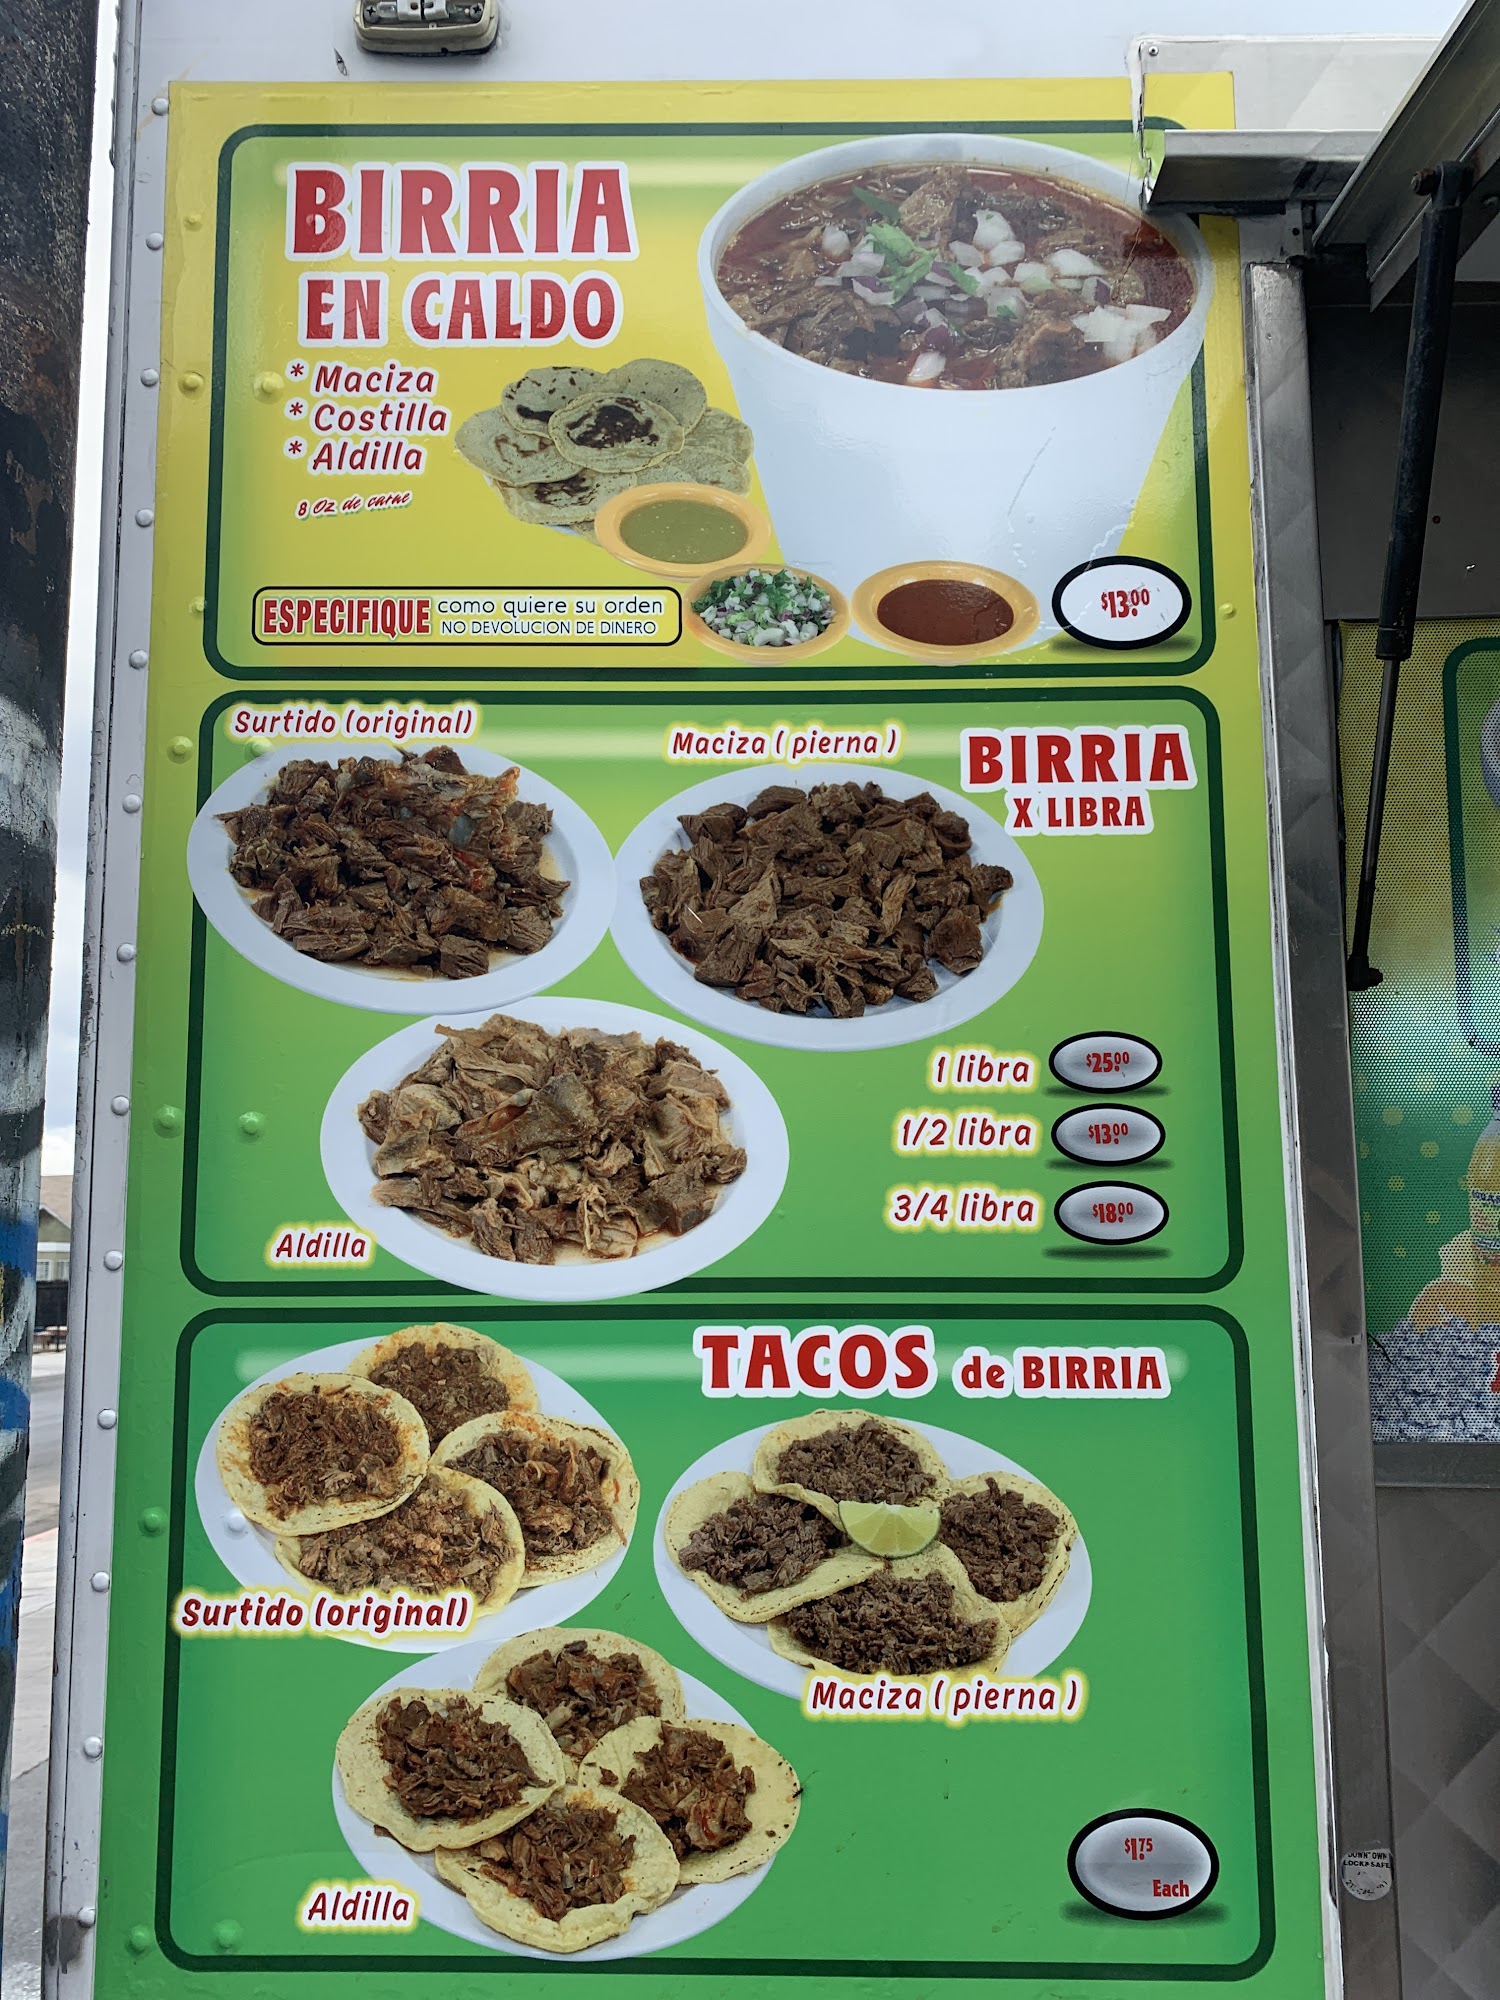 BIRRIA
EN CALDO
* Maciza
* Costilla
* Aldilla
8 Oz de carne
ESPECIFIQUE como quiere su orden
NO DEVOLUCION DE DINERO
$13.00
Surtido (original)
Maciza ( pierna )
BIRRIA
X LIBRA
1 libra $25.00
1/2 libra $13.00
3/4 libra $18.00
Aldilla
TACOS de BIRRIA
Surtido (original)
Maciza ( pierna )
Aldilla
$1.75
Each
LOCK & SAFE